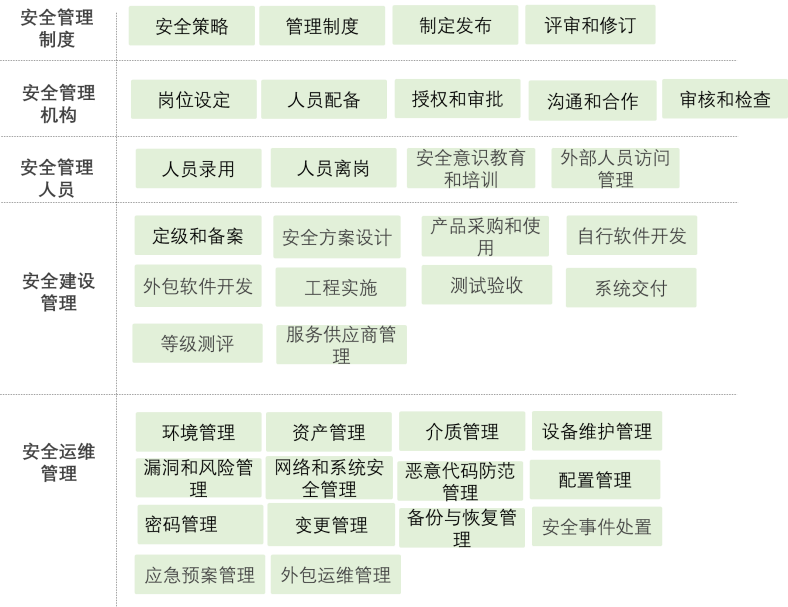 安全管理
制度
安全策略
管理制度
制定发布
评审和修订
安全管理
机构
岗位设定
人员配备
授权和审批
沟通和合作
审核和检查
安全管理
人员
人员录用
人员离岗
安全意识教育
和培训
外部人员访问
管理
安全建设
管理
定级和备案
安全方案设计
产品采购和使
用
自行软件开发
外包软件开发
工程实施
测试验收
系统交付
等级测评
服务供应商管
理
安全运维
管理
环境管理
资产管理
介质管理
设备维护管理
漏洞和风险管
理
网络和系统安
全管理
恶意代码防范
管理
配置管理
密码管理
变更管理
备份与恢复管
理
安全事件处置
应急预案管理
外包运维管理